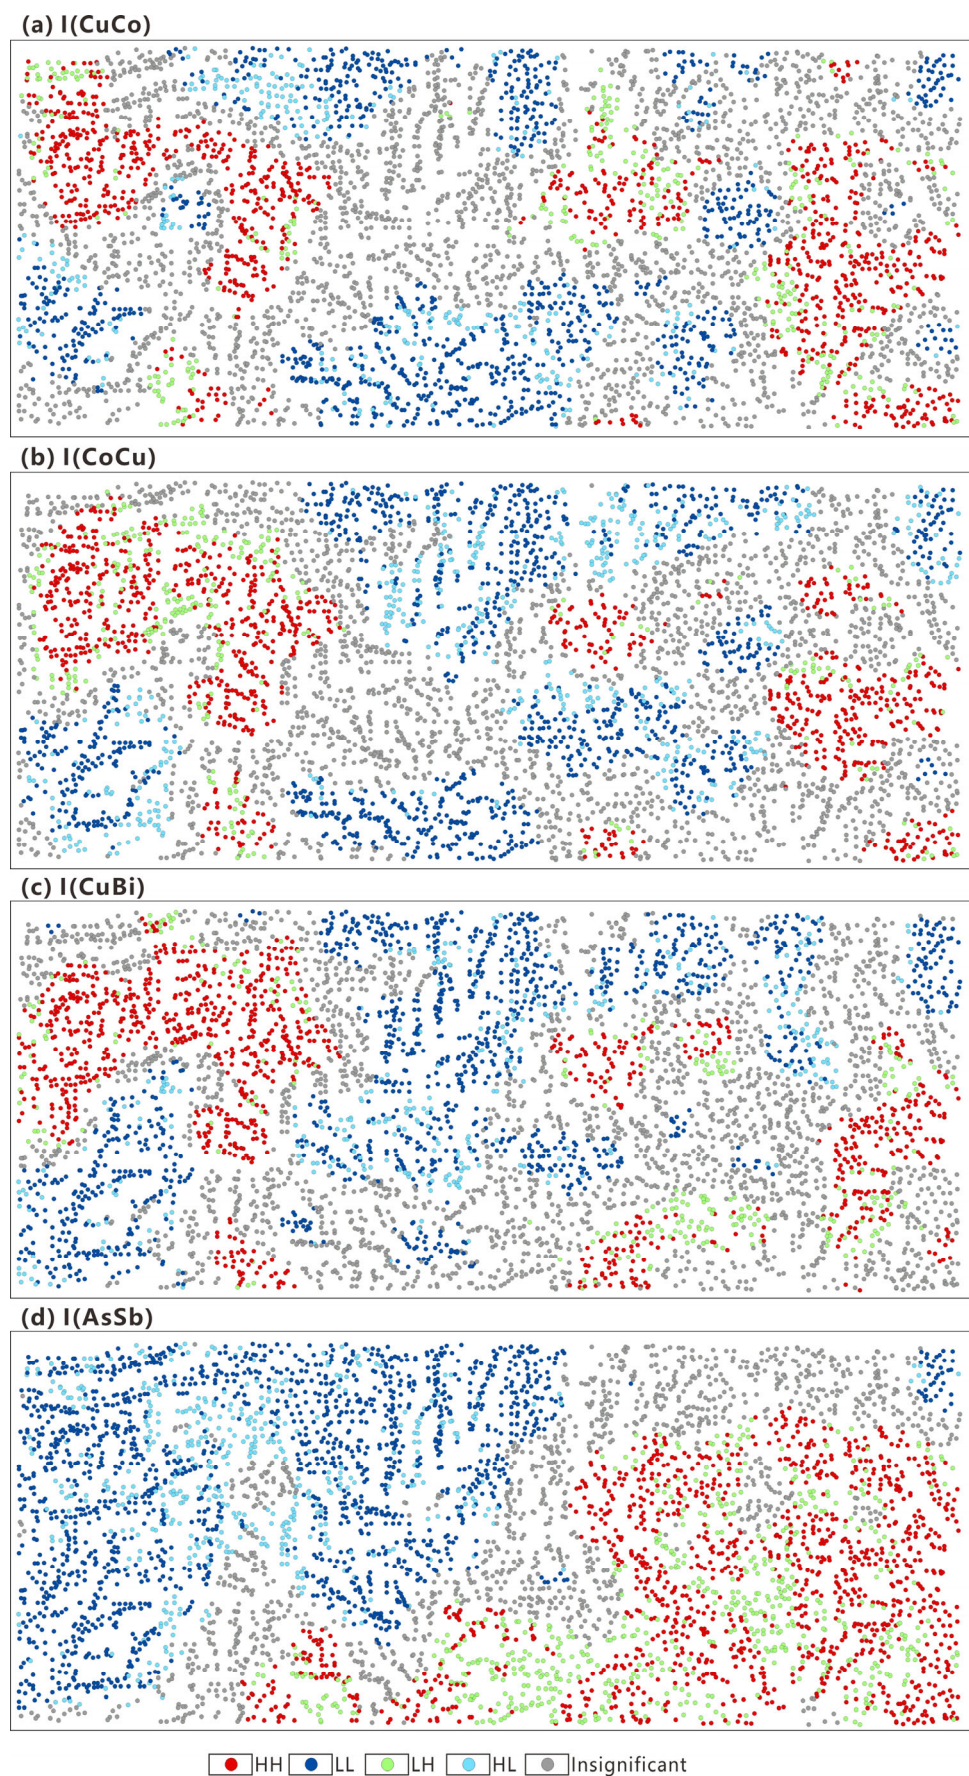 (a) I(CuCo)
(b) I(CoCu)
(c) I(CuBi)
(d) I(AsSb)
HH LL LH HL Insignificant